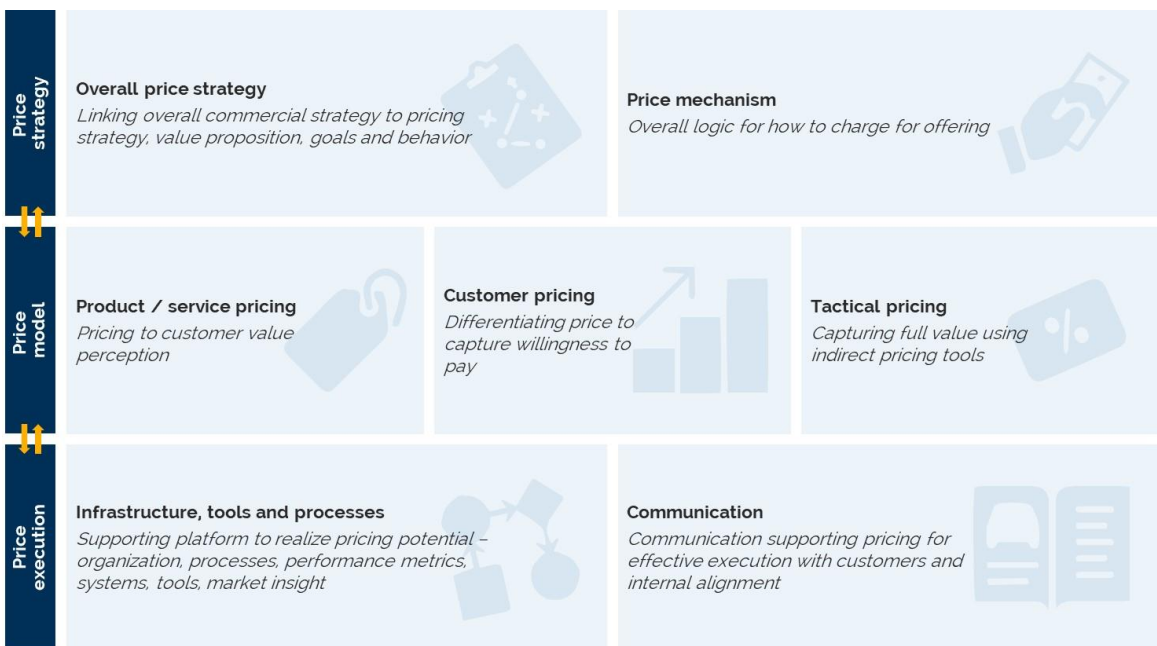 Price
strategy
Overall price strategy
Linking overall commercial strategy to pricing
strategy, value proposition, goals and behavior
Price mechanism
Overall logic for how to charge for offering
Price
model
Product / service pricing
Pricing to customer value
perception
Customer pricing
Differentiating price to
capture willingness to
pay
Tactical pricing
Capturing full value using
indirect pricing tools
Price
execution
Infrastructure, tools and processes
Supporting platform to realize pricing potential –
organization, processes, performance metrics,
systems, tools, market insight
Communication
Communication supporting pricing for
effective execution with customers and
internal alignment